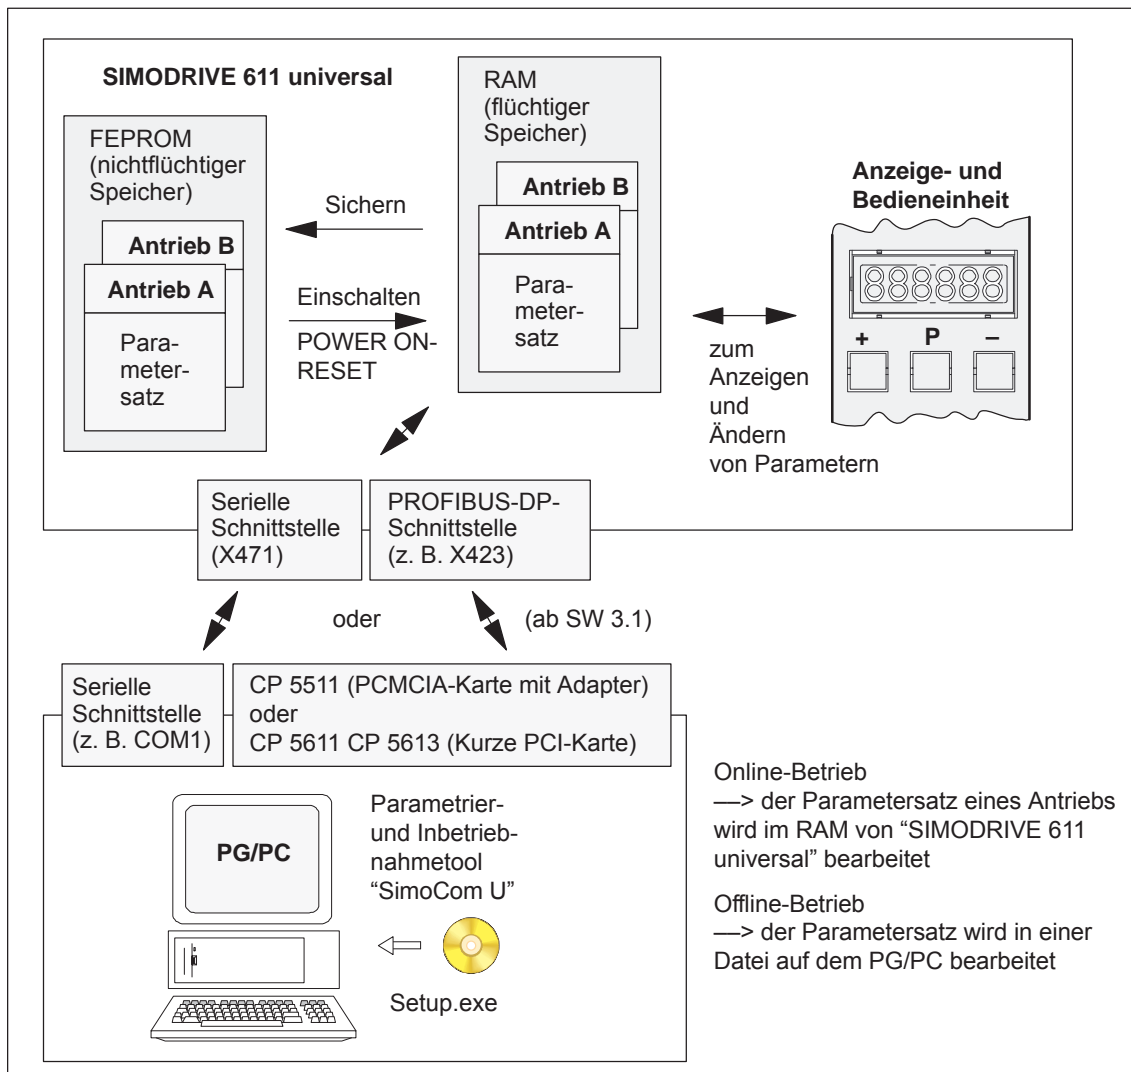 SIMODRIVE 611 universal
FEPROM
(nichtflüchtiger
Speicher)
Antrieb B
Antrieb A
Para-
meter-
satz
Sichern
Einschalten
POWER ON-
RESET
RAM
(flüchtiger
Speicher)
Antrieb B
Antrieb A
Para-
meter-
satz
Anzeige- und
Bedieneinheit
+ P –
zum
Anzeigen
und
Ändern
von Parametern
Serielle
Schnittstelle
(X471)
PROFIBUS-DP-
Schnittstelle
(z. B. X423)
oder
(ab SW 3.1)
Serielle
Schnittstelle
(z. B. COM1)
CP 5511 (PCMCIA-Karte mit Adapter)
oder
CP 5611 CP 5613 (Kurze PCI-Karte)
PG/PC
Parametrier-
und Inbetrieb-
nahmetool
“SimoCom U”
Setup.exe
Online-Betrieb
—> der Parametersatz eines Antriebs
wird im RAM von “SIMODRIVE 611
universal” bearbeitet
Offline-Betrieb
—> der Parametersatz wird in einer
Datei auf dem PG/PC bearbeitet